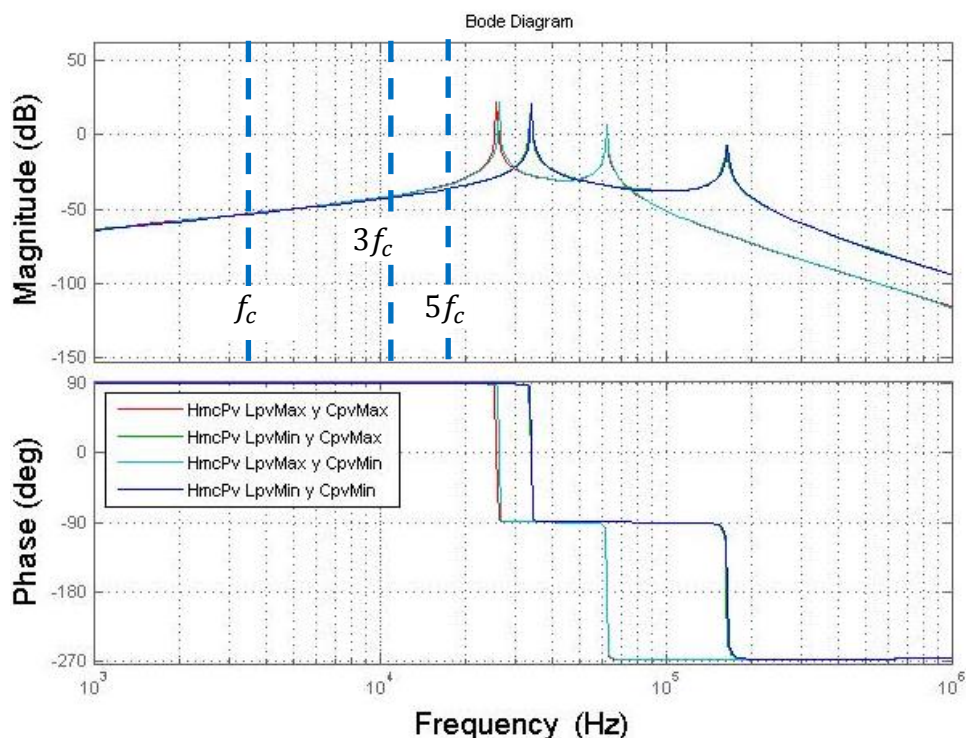 Bode Diagram
Magnitude (dB)
50
0
-50
-100
-150
3f_c
f_c
5f_c
Phase (deg)
90
0
-90
-180
-270
HmcPv LpvMax y CpvMax
HmcPv LpvMin y CpvMax
HmcPv LpvMax y CpvMin
HmcPv LpvMin y CpvMin
10^3
10^4
10^5
10^6
Frequency (Hz)